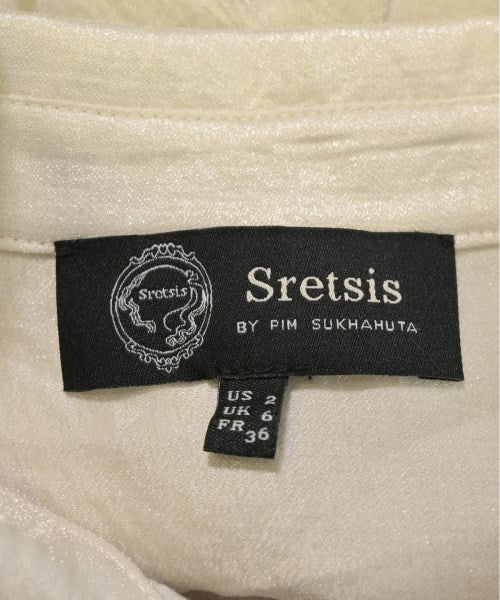 Sretsis
Sretsis
BY PIM SUKHAHUTA
US 2
UK 6
FR 36